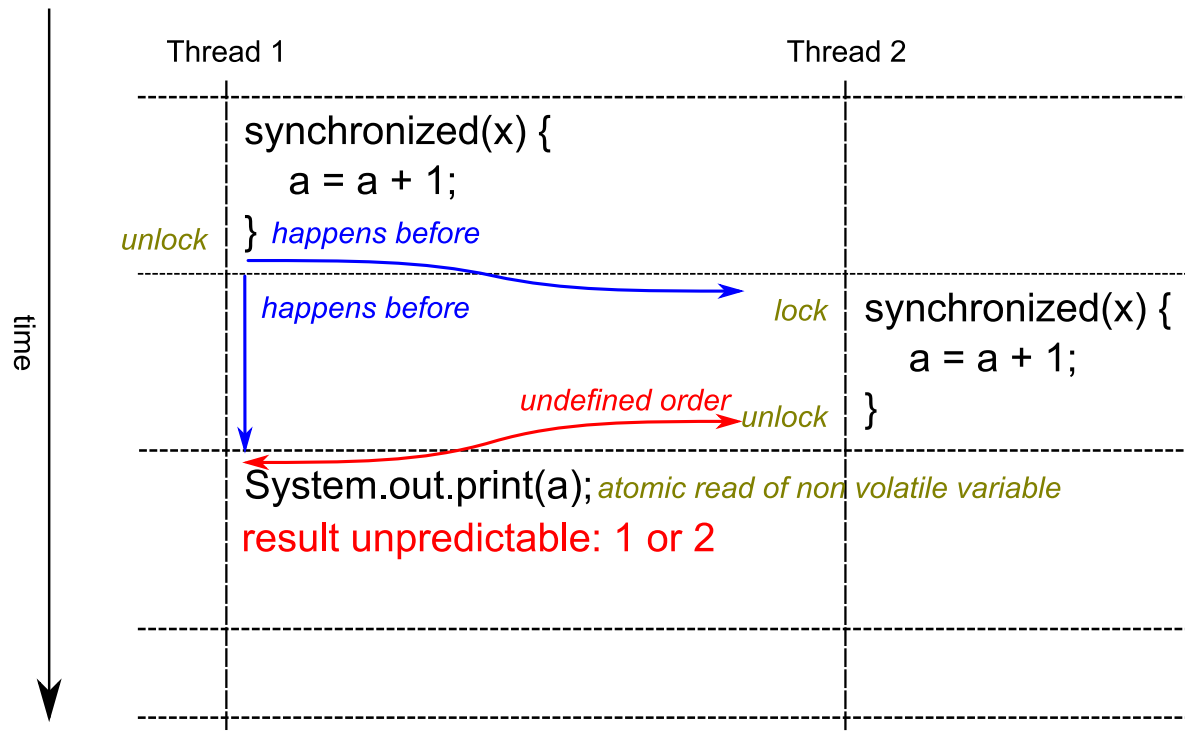 Thread 1
Thread 2
synchronized(x) {
a = a + 1;
unlock
} happens before
happens before
time
lock
synchronized(x) {
a = a + 1;
undefined order
unlock
}
System.out.print(a); atomic read of non volatile variable
result unpredictable: 1 or 2